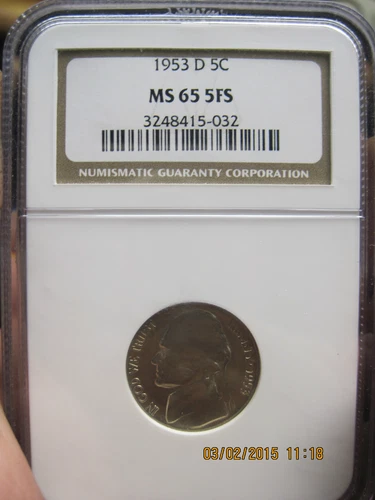 1953 D 5C
MS 65 5FS
3248415-032
NUMISMATIC GUARANTY CORPORATION
IN GOD WE TRUST
LIBERTY 1953
03/02/2015 11:18